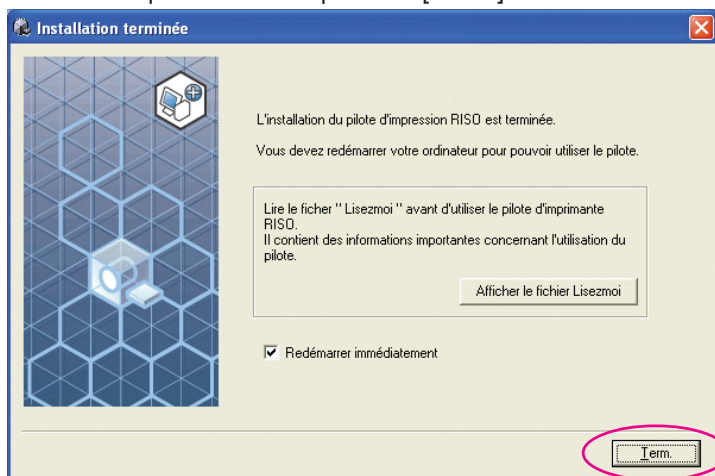 Installation terminée
L'installation du pilote d'impression RISO est terminée.
Vous devez redémarrer votre ordinateur pour pouvoir utiliser le pilote.
Lire le ficher " Lisezmoi " avant d'utiliser le pilote d'imprimante
RISO.
Il contient des informations importantes concernant l'utilisation du
pilote.
Afficher le fichier Lisezmoi
Redémarrer immédiatement
Term.